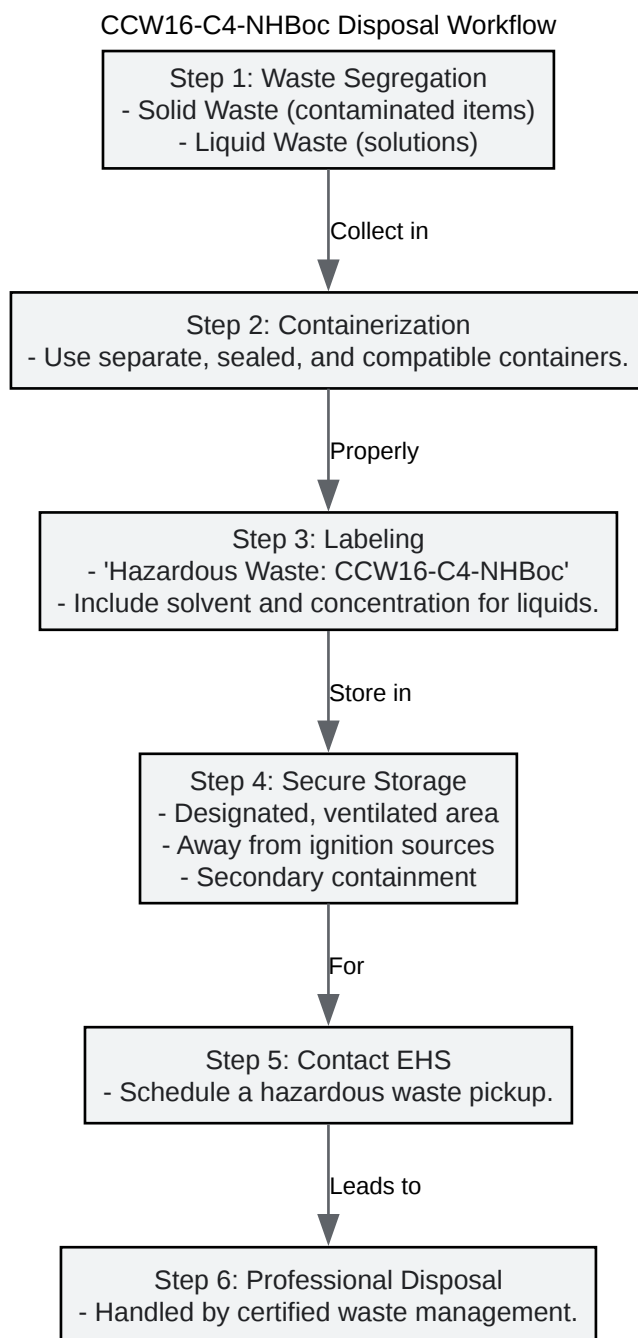 CCW16-C4-NHBoc Disposal Workflow
Step 1: Waste Segregation
- Solid Waste (contaminated items)
- Liquid Waste (solutions)
Collect in
Step 2: Containerization
- Use separate, sealed, and compatible containers.
Properly
Step 3: Labeling
- 'Hazardous Waste: CCW16-C4-NHBoc'
- Include solvent and concentration for liquids.
Store in
Step 4: Secure Storage
- Designated, ventilated area
- Away from ignition sources
- Secondary containment
For
Step 5: Contact EHS
- Schedule a hazardous waste pickup.
Leads to
Step 6: Professional Disposal
- Handled by certified waste management.